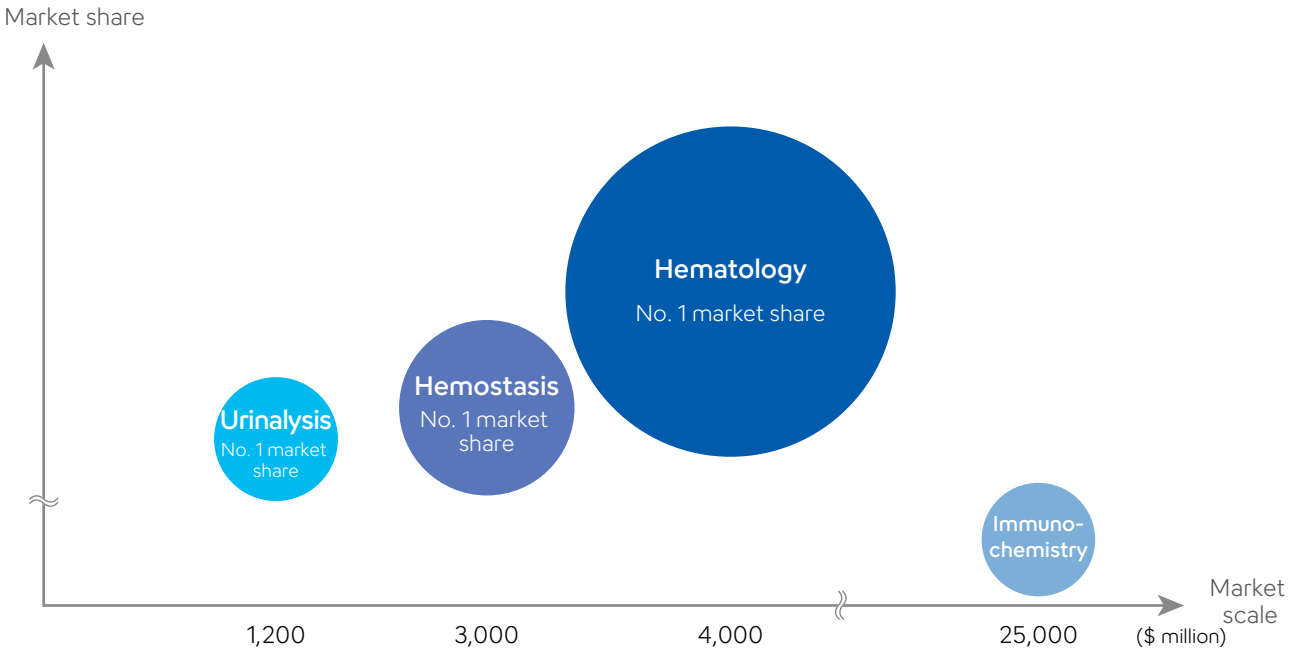 Market share
Hematology
No. 1 market share
Hemostasis
No. 1 market
share
Urinalysis
No. 1 market
share
Immuno-
chemistry
Market
scale
1,200
3,000
4,000
25,000
($ million)